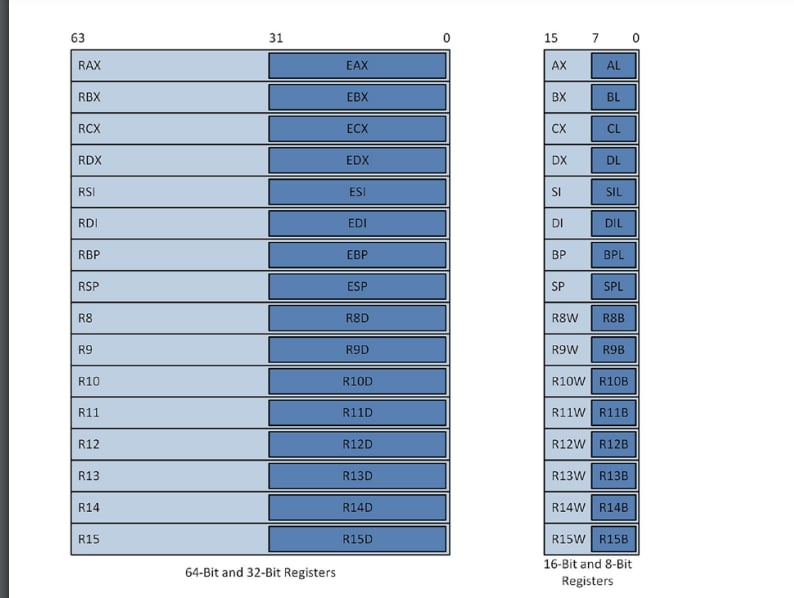 63 31 0 15 7 0
RAX EAX AX AL
RBX EBX BX BL
RCX ECX CX CL
RDX EDX DX DL
RSI ESI SI SIL
RDI EDI DI DIL
RBP EBP BP BPL
RSP ESP SP SPL
R8 R8D R8W R8B
R9 R9D R9W R9B
R10 R10D R10W R10B
R11 R11D R11W R11B
R12 R12D R12W R12B
R13 R13D R13W R13B
R14 R14D R14W R14B
R15 R15D R15W R15B
64-Bit and 32-Bit Registers
16-Bit and 8-Bit
Registers